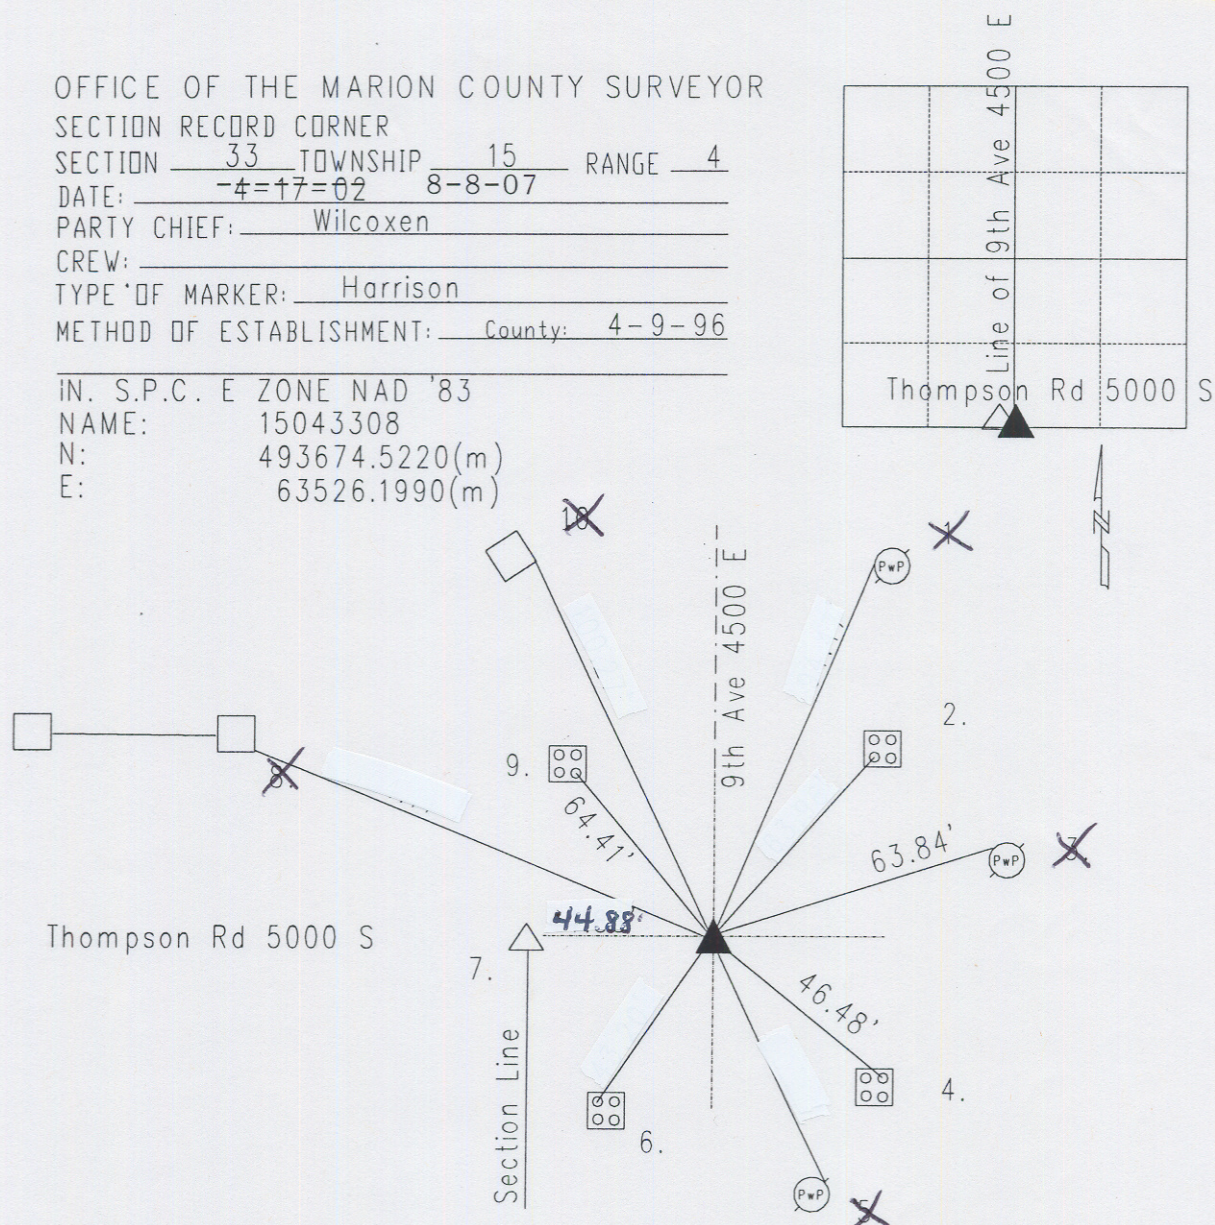 OFFICE OF THE MARION COUNTY SURVEYOR
SECTION RECORD CORNER
SECTION 33 TOWNSHIP 15 RANGE 4
DATE: 4-17-02 8-8-07
PARTY CHIEF: Wilcoxen
CREW:
TYPE OF MARKER: Harrison
METHOD OF ESTABLISHMENT: County: 4-9-96
IN. S.P.C. E ZONE NAD '83
NAME: 15043308
N: 493674.5220(m)
E: 63526.1990(m)
Line of 9th Ave 4500 E
Thompson Rd 5000 S
N
10
1.
PwP
9th Ave 4500 E
2.
8.
9.
64.41'
63.84'
PwP
3.
44.88'
Thompson Rd 5000 S
7.
46.48'
Section Line
4.
6.
PwP
5